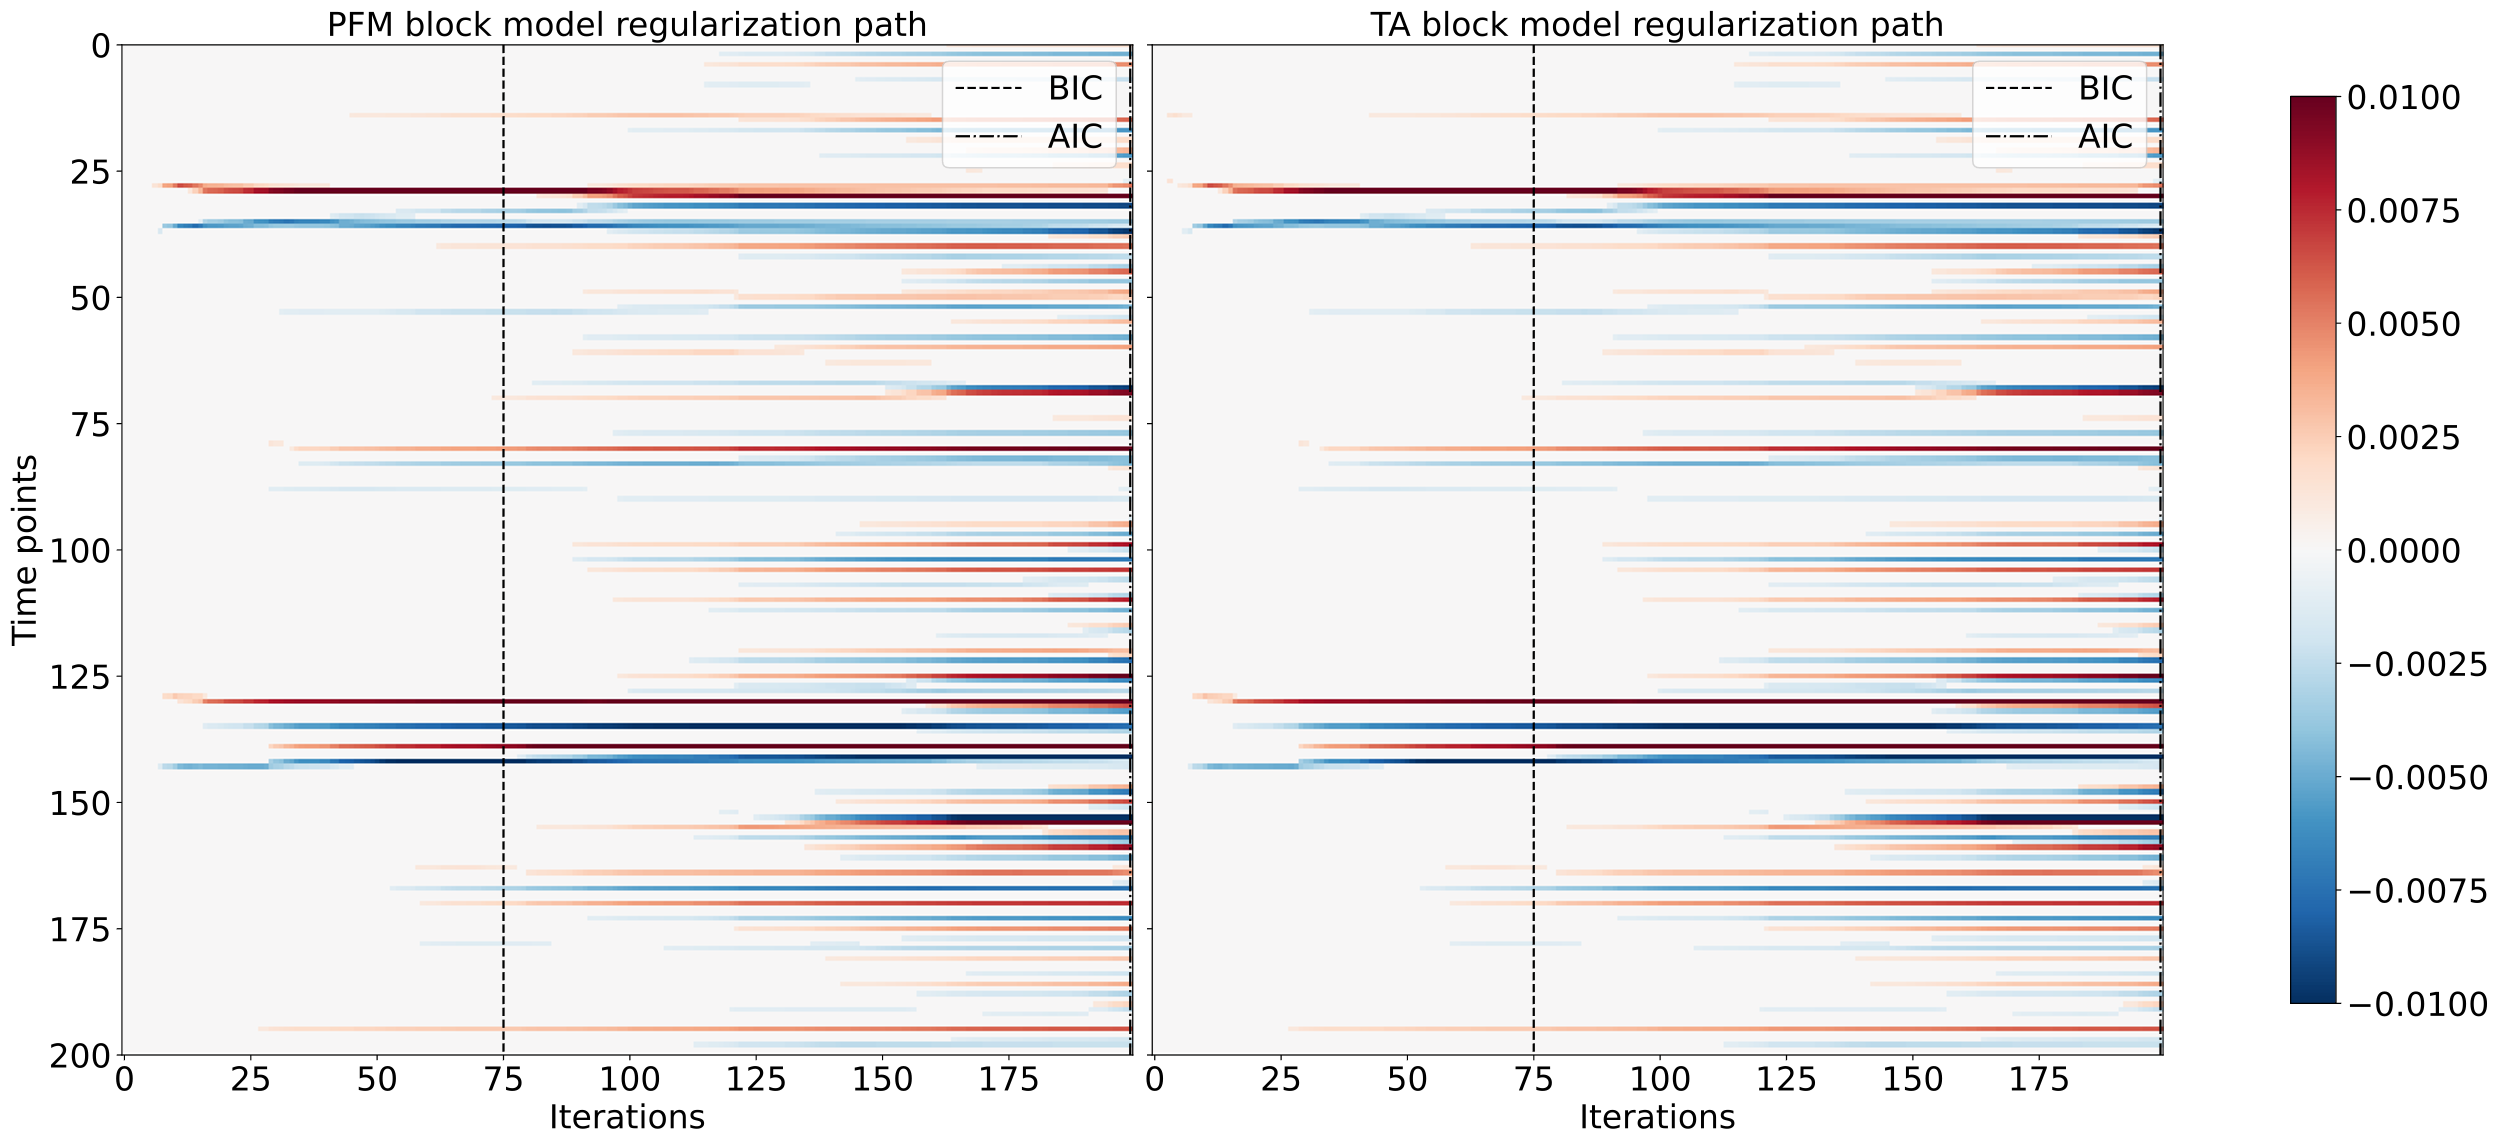 PFM block model regularization path
TA block model regularization path
0
25
50
75
100
125
150
175
200
Time points
BIC
AIC
BIC
AIC
0 25 50 75 100 125 150 175
Iterations
0 25 50 75 100 125 150 175
Iterations
0.0100
0.0075
0.0050
0.0025
0.0000
−0.0025
−0.0050
−0.0075
−0.0100